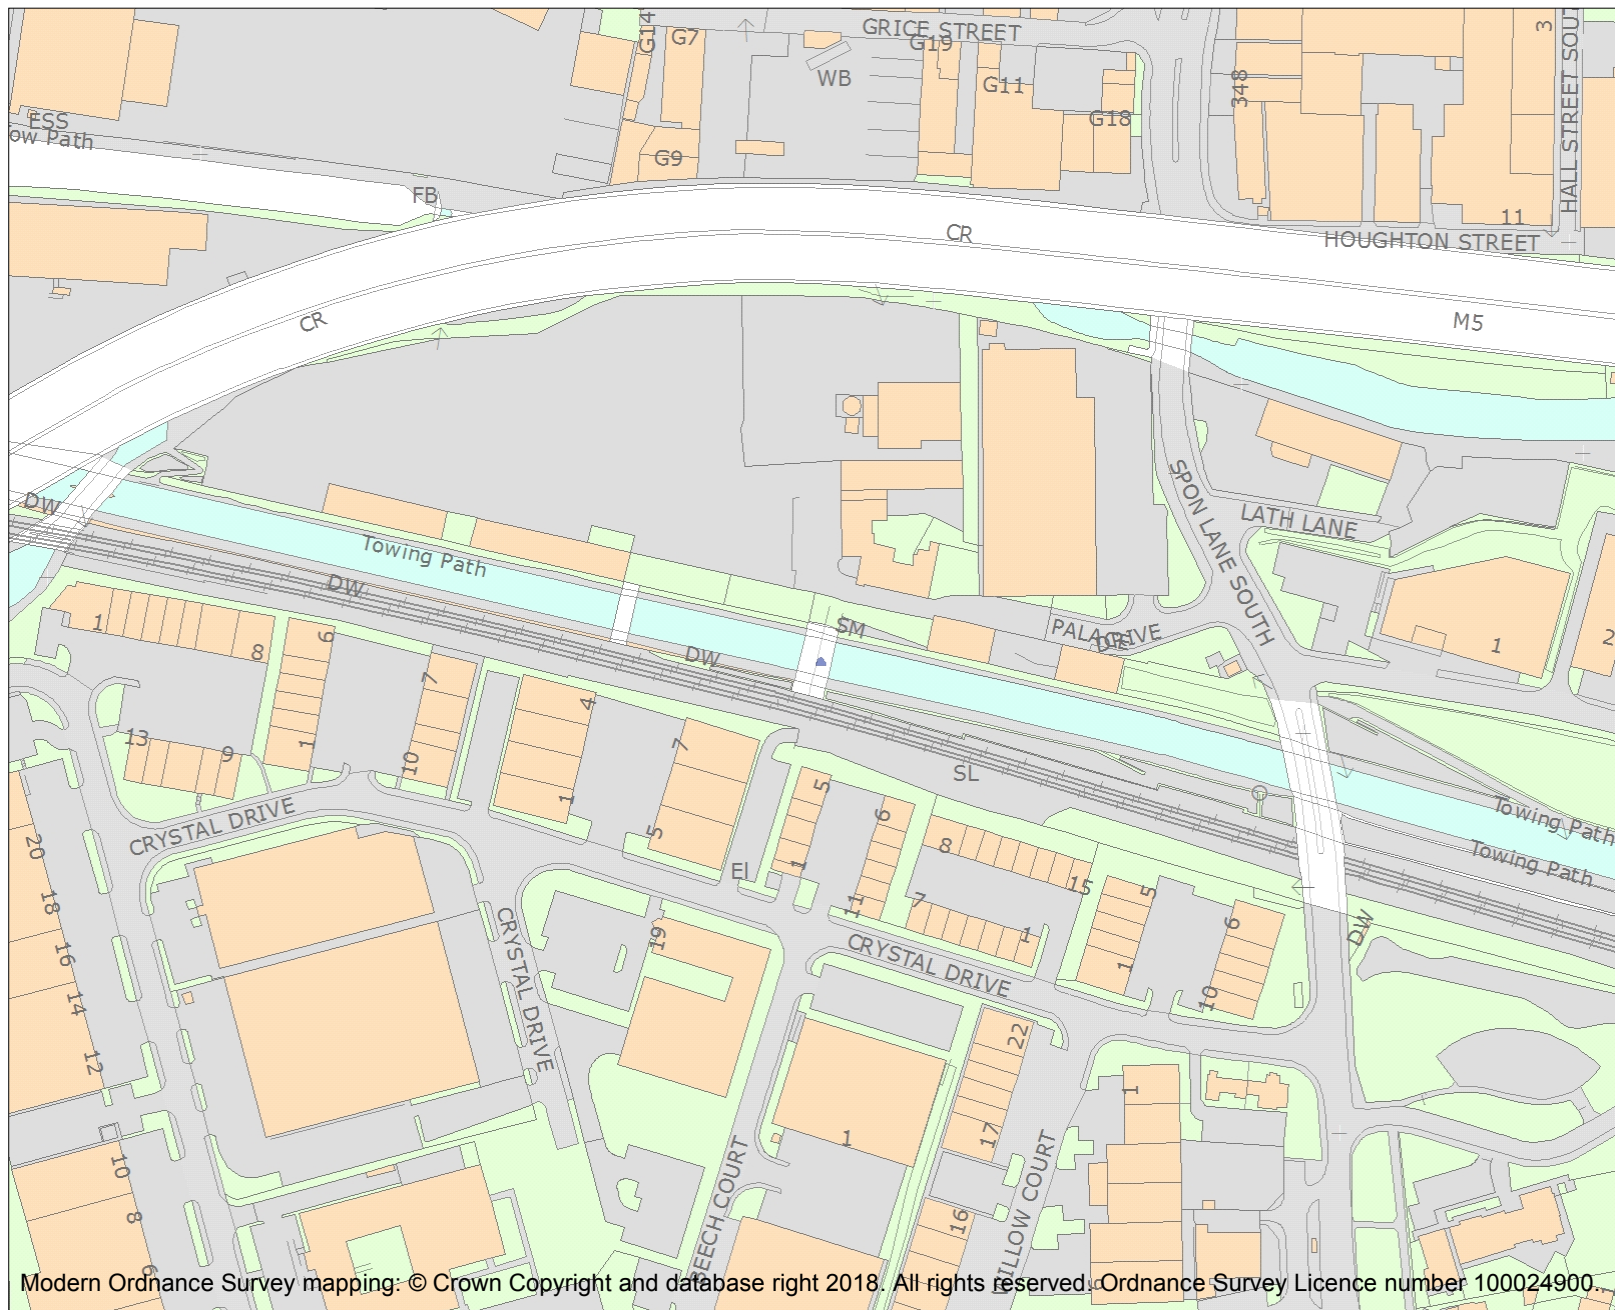 G14
G7
GRICE STREET
G19
3
HALL STREET SOUT
WB
G11
348
G18
ESS
ow Path
G9
FB
11
CR
HOUGHTON STREET
CR
M5
DW
SPON LANE SOUTH
LATH LANE
Towing Path
DW
1
8
6
SM
PALACE
DRIVE
1
2
DW
7
4
13
9
1
10
7
SL
5
1
CRYSTAL DRIVE
5
6
8
Towing Path
20
1
El
15
5
Towing Path
18
11
7
6
DW
16
CRYSTAL DRIVE
19
1
CRYSTAL DRIVE
1
14
10
12
22
1
17
1
10
BEECH COURT
WILLOW COURT
8
16
6
6
Modern Ordnance Survey mapping: © Crown Copyright and database right 2018. All rights reserved. Ordnance Survey Licence number 100024900.